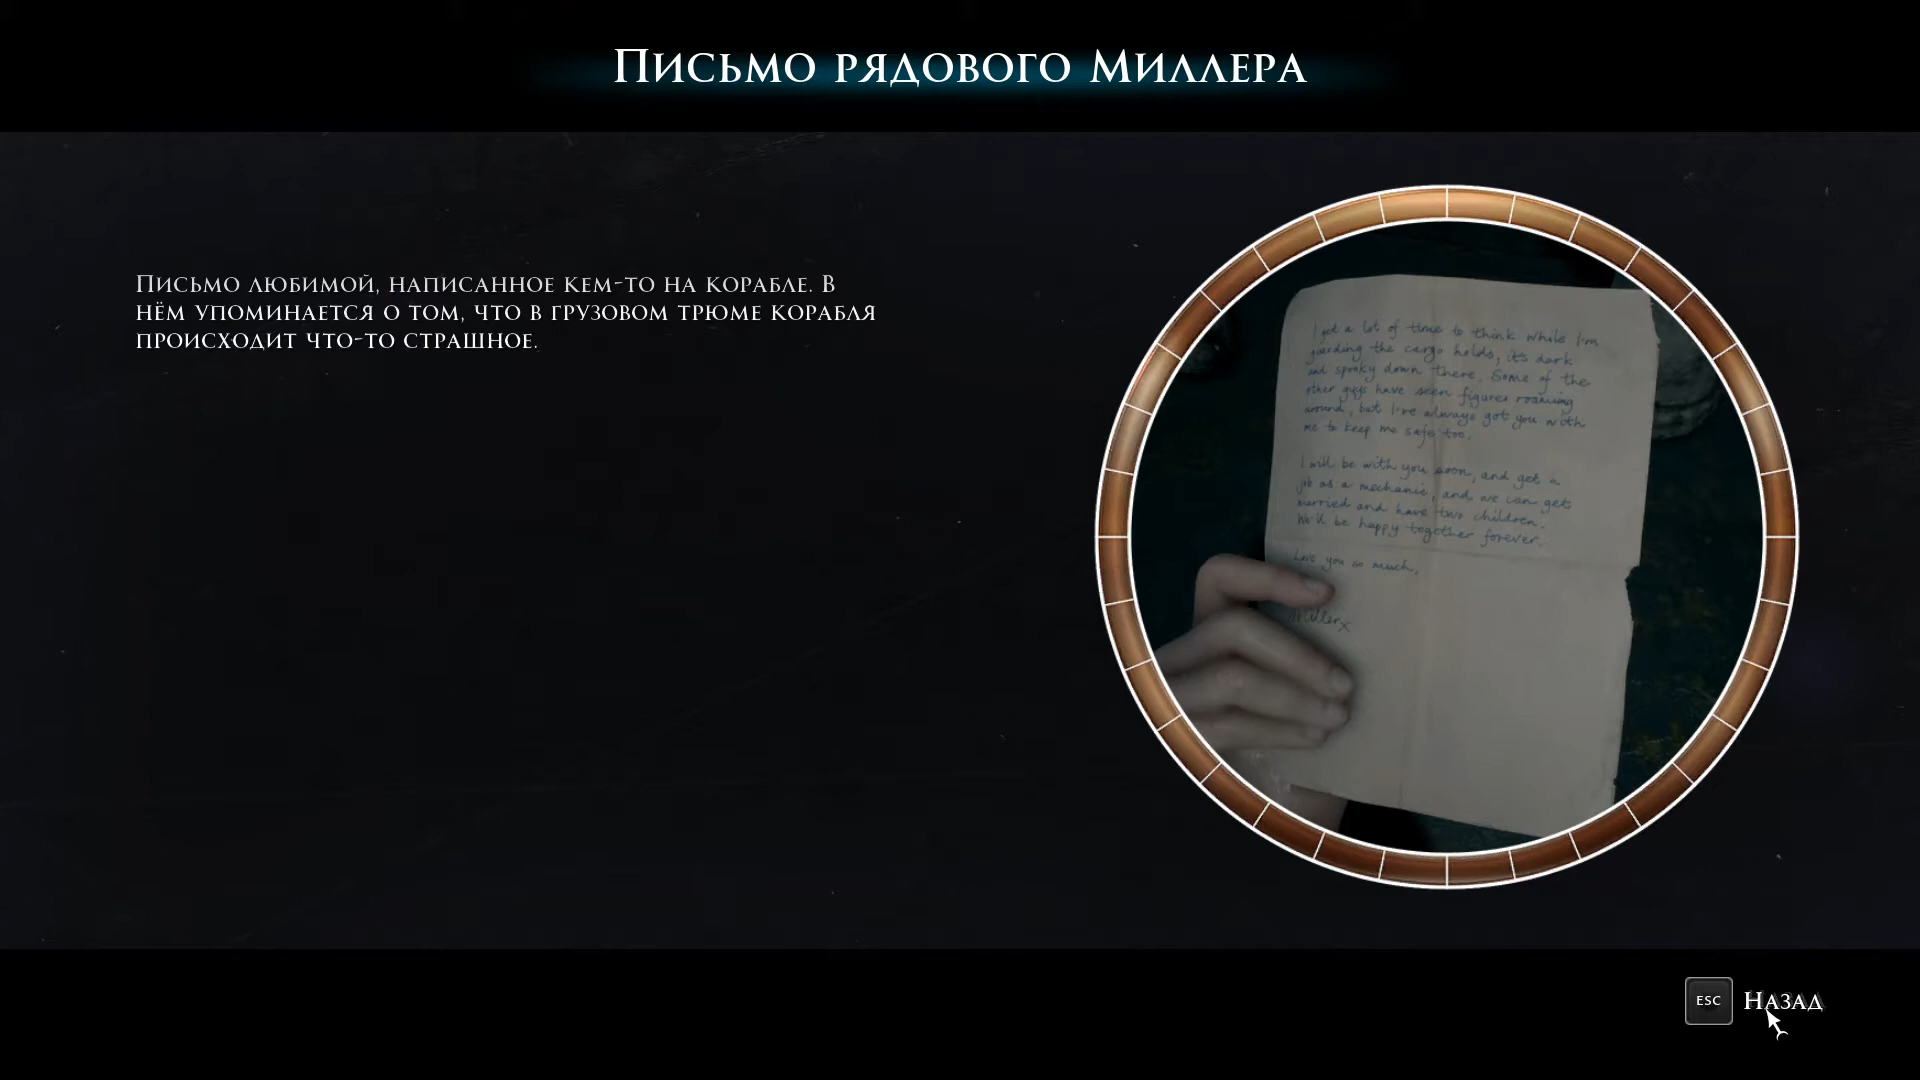 Письмо рядового Миллера
Письмо любимой, написанное кем-то на корабле. В
нём упоминается о том, что в грузовом трюме корабля
происходит что-то страшное.
I get a lot of time to think while I'm
guarding the cargo holds, its dark
and spooky down there. Some of the
other guys have seen figures roaming
around, but I've always got you with
me to keep me safe too.
I will be with you soon, and get a
job as a mechanic, and we can get
married and have two children.
We'll be happy together forever.
Love you so much,
Miller x
ESC Назад